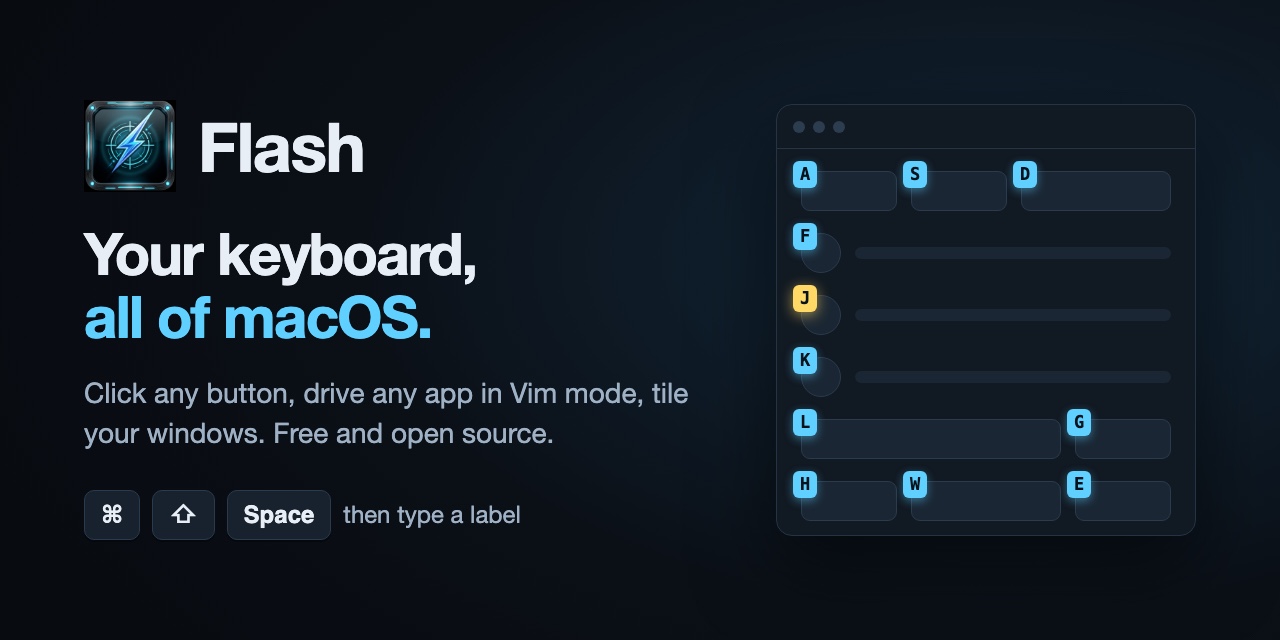 Flash
Your keyboard,
all of macOS.
Click any button, drive any app in Vim mode, tile
your windows. Free and open source.
⌘ ⇧ Space then type a label
A S D
F
J
K
L G
H W E